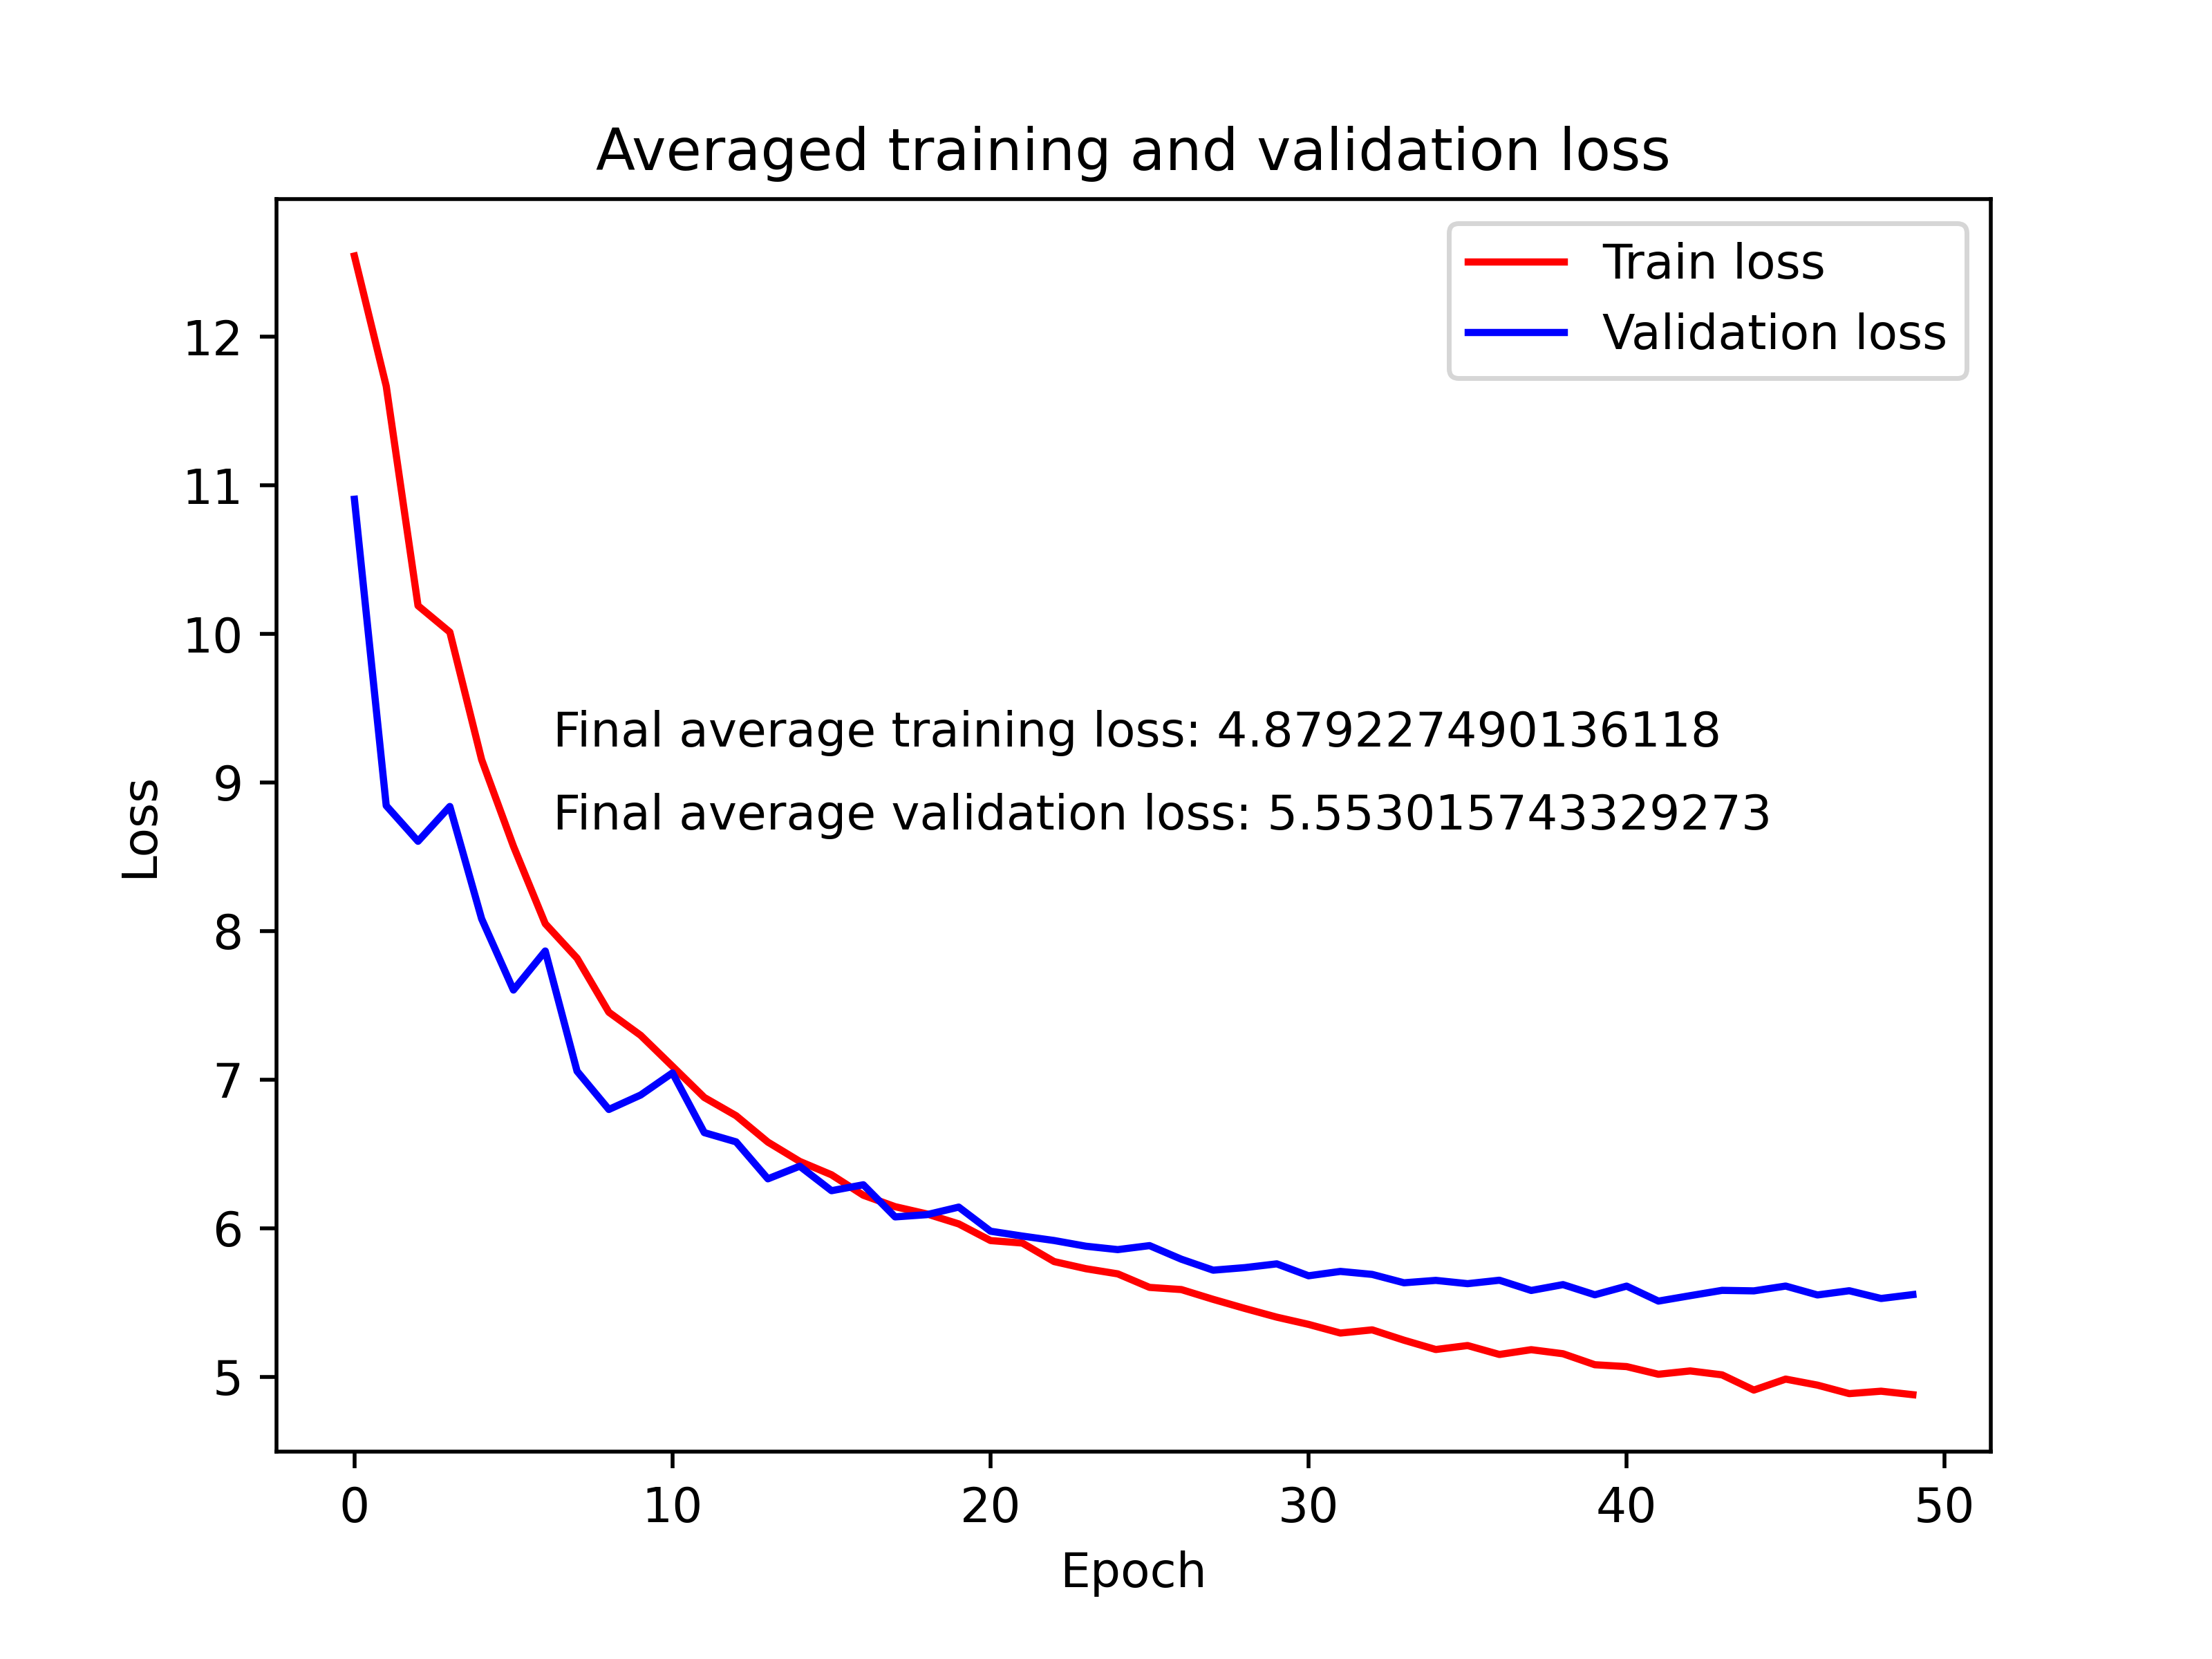 Averaged training and validation loss
Train loss
Validation loss
12
11
10
9
8
7
6
5
Loss
Final average training loss: 4.879227490136118
Final average validation loss: 5.553015743329273
0 10 20 30 40 50
Epoch